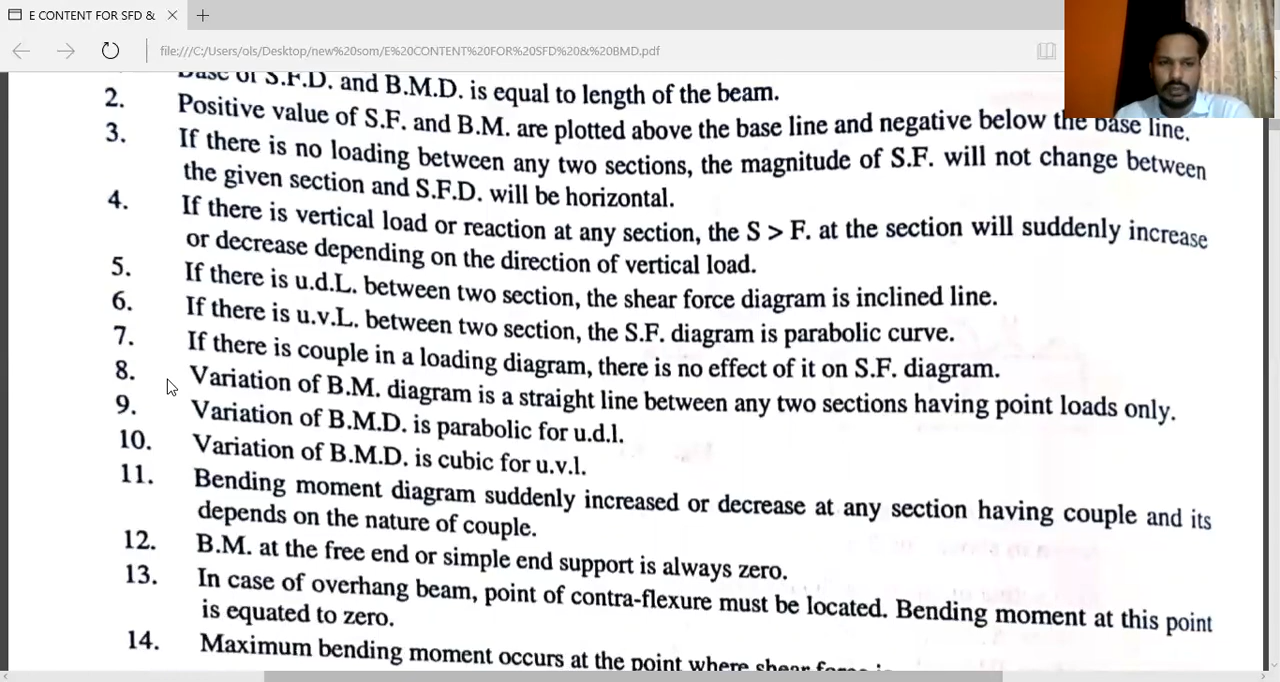 E CONTENT FOR SFD &
file:///C:/Users/ols/Desktop/new%20som/E%20CONTENT%20FOR%20SFD%20&%20BMD.pdf
Base of S.F.D. and B.M.D. is equal to length of the beam.
2. Positive value of S.F. and B.M. are plotted above the base line and negative below the base line.
3. If there is no loading between any two sections, the magnitude of S.F. will not change between
the given section and S.F.D. will be horizontal.
4. If there is vertical load or reaction at any section, the S > F. at the section will suddenly increase
or decrease depending on the direction of vertical load.
5. If there is u.d.L. between two section, the shear force diagram is inclined line.
6. If there is u.v.L. between two section, the S.F. diagram is parabolic curve.
7. If there is couple in a loading diagram, there is no effect of it on S.F. diagram.
8. Variation of B.M. diagram is a straight line between any two sections having point loads only.
9. Variation of B.M.D. is parabolic for u.d.l.
10. Variation of B.M.D. is cubic for u.v.l.
11. Bending moment diagram suddenly increased or decrease at any section having couple and its
depends on the nature of couple.
12. B.M. at the free end or simple end support is always zero.
13. In case of overhang beam, point of contra-flexure must be located. Bending moment at this point
is equated to zero.
14. Maximum bending moment occurs at the point where shear force